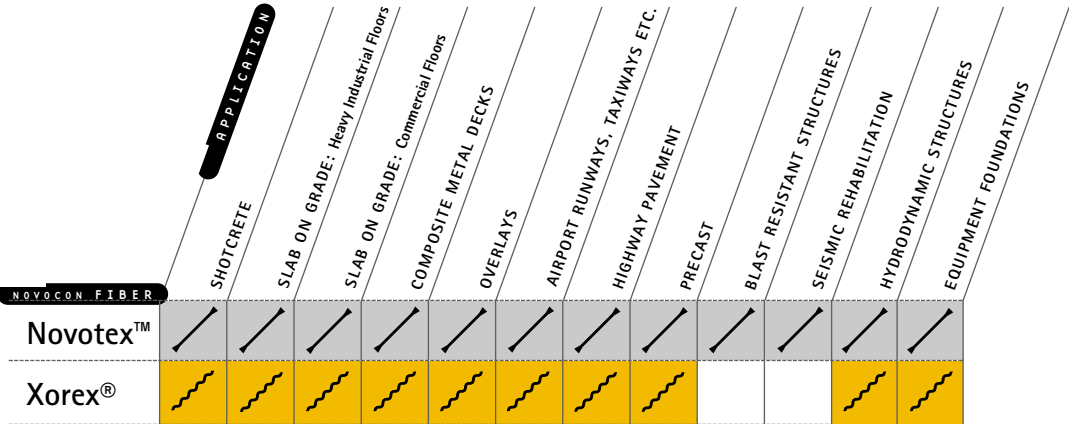 APPLICATION
SHOTCRETE
SLAB ON GRADE: Heavy Industrial Floors
SLAB ON GRADE: Commercial Floors
COMPOSITE METAL DECKS
OVERLAYS
AIRPORT RUNWAYS, TAXIWAYS ETC.
HIGHWAY PAVEMENT
PRECAST
BLAST RESISTANT STRUCTURES
SEISMIC REHABILITATION
HYDRODYNAMIC STRUCTURES
EQUIPMENT FOUNDATIONS
NOVOCON FIBER
Novotex™
Xorex®